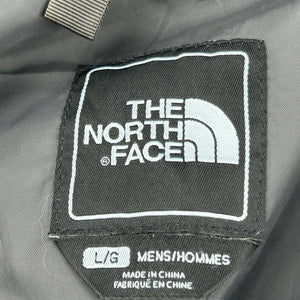 THE
NORTH
FACE
®
L/G MENS/HOMMES
MADE IN CHINA
FABRIQUÉ EN CHINE